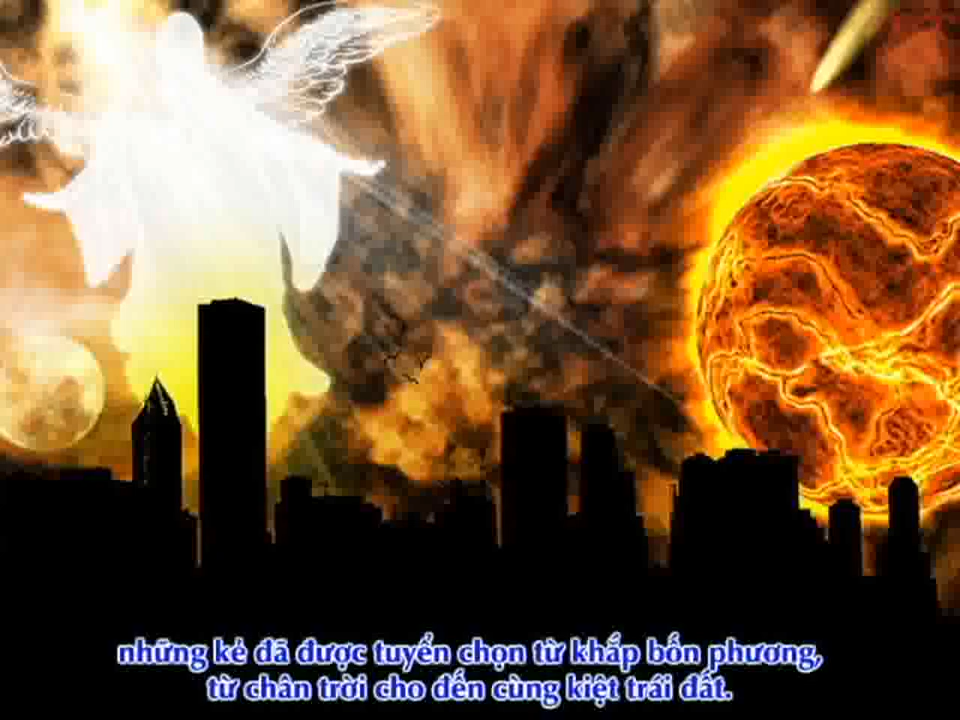 những kẻ đã được tuyển chọn từ khắp bốn phương,
từ chân trời cho đến cùng kiệt trái đất.